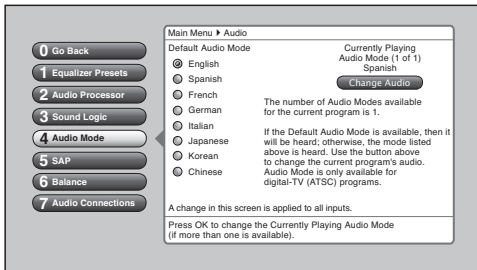 0 Go Back
1 Equalizer Presets
2 Audio Processor
3 Sound Logic
4 Audio Mode
5 SAP
6 Balance
7 Audio Connections
Main Menu ▶ Audio
Default Audio Mode
English
Spanish
French
German
Italian
Japanese
Korean
Chinese
Currently Playing
Audio Mode (1 of 1)
Spanish
Change Audio
The number of Audio Modes available
for the current program is 1.
If the Default Audio Mode is available, then it
will be heard; otherwise, the mode listed
above is heard. Use the button above
to change the current program's audio.
Audio Mode is only available for
digital-TV (ATSC) programs.
A change in this screen is applied to all inputs.
Press OK to change the Currently Playing Audio Mode
(if more than one is available).